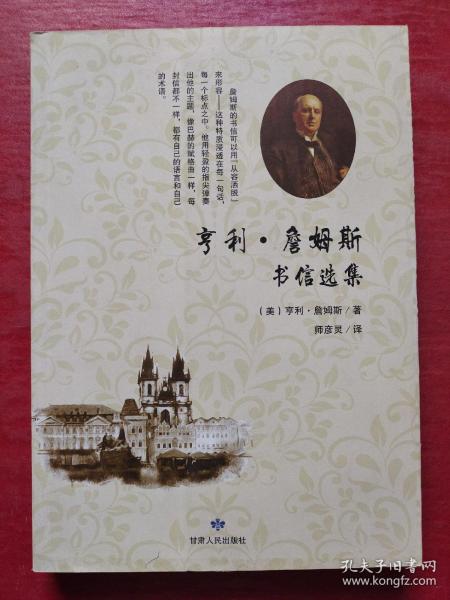 詹姆斯的书信可以用“从容洒脱”
来形容——这种特质浸透在每一句话，
每一个标点之中。他用轻盈的指尖弹奏
出他的主题，像巴赫的赋格曲一样，每
封信都不一样，都有自己的语言和自己
的术语。
亨利·詹姆斯
书信选集
（美）亨利·詹姆斯／著
师彦灵／译
甘肃人民出版社
孔夫子旧书网
www.kongfz.com